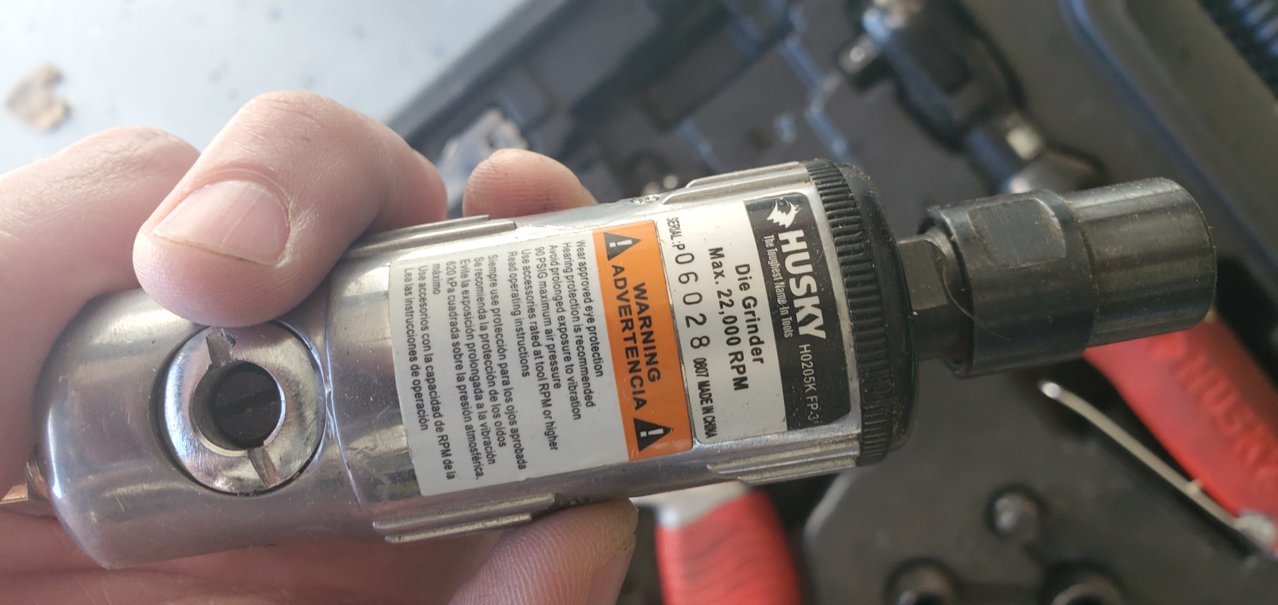 HUSKY H0205K FP-3
The Toughest Name In Tools
Die Grinder
Max. 22,000 RPM
SERIAL: P06028 0807 MADE IN CHINA
WARNING
ADVERTENCIA
Wear approved eye protection
Hearing protection is recommended
Avoid prolonged exposure to vibration
90 PSIG maximum air pressure
Use accessories rated at tool RPM or higher
Read operating instructions
Siempre use protección para los ojos aprobada
Se recomienda la protección de los oídos
Evite la exposición prolongada a la vibración
620 kPa cuadrada sobre la presión atmosférica,
máximo
Use accesorios con la capacidad de RPM de la
Lea las instrucciones de operación
HUSKY